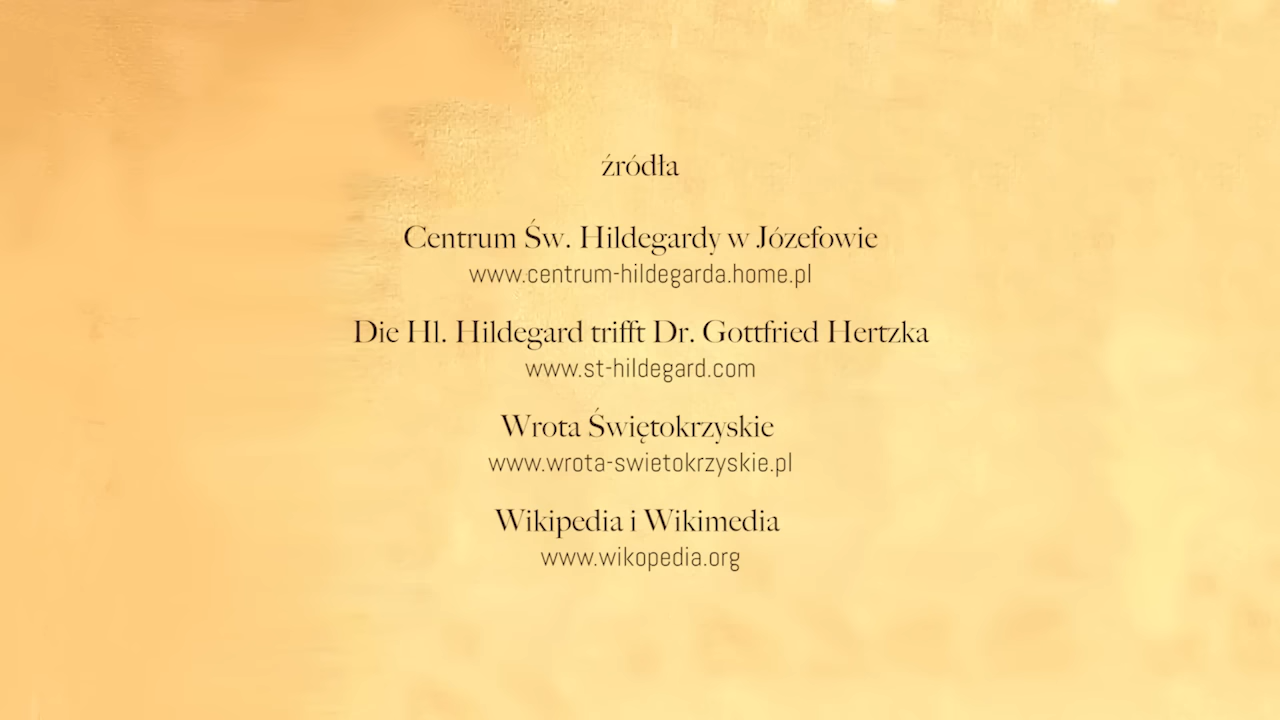 źródła
Centrum Św. Hildegardy w Józefowie
www.centrum-hildegarda.home.pl
Die Hl. Hildegard trifft Dr. Gottfried Hertzka
www.st-hildegard.com
Wrota Świętokrzyskie
www.wrota-swietokrzyskie.pl
Wikipedia i Wikimedia
www.wikopedia.org